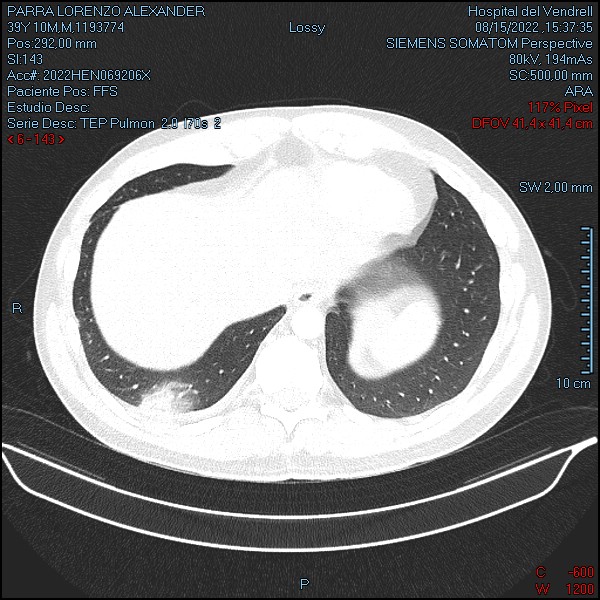 PARRA LORENZO ALEXANDER
39Y 10M,M,1193774
Pos:292,00 mm
SI:143
Acc#: 2022HEN069206X
Paciente Pos: FFS
Estudio Desc:
Serie Desc: TEP Pulmon 2.0 I70s 2
< 6 - 143 >
Lossy
Hospital del Vendrell
08/15/2022 ,15:37:35
SIEMENS SOMATOM Perspective
80kV, 194mAs
SC:500,00 mm
ARA
117% Pixel
DFOV 41,4 x 41,4 cm
SW 2,00 mm
R
10 cm
P
C -600
W 1200